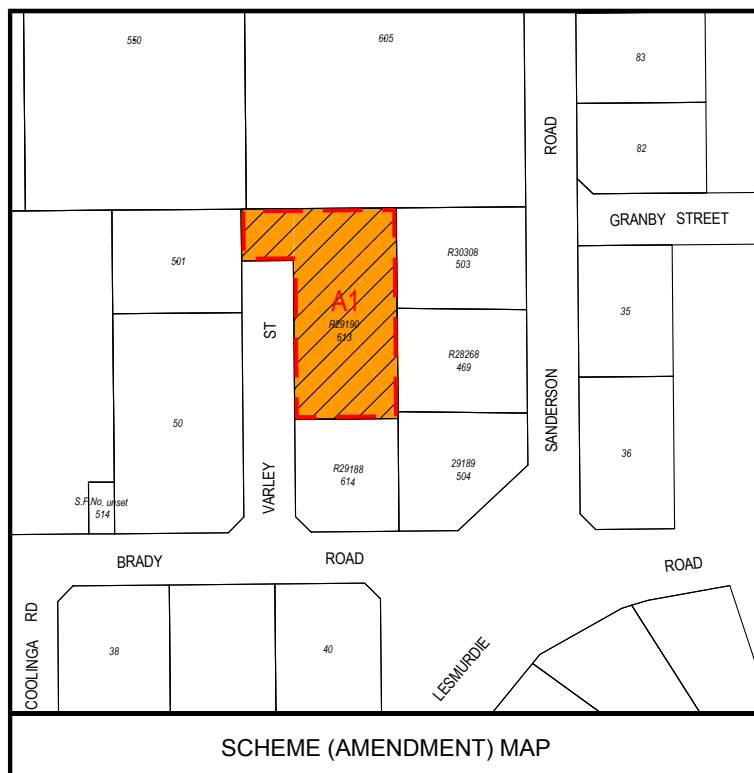 550
605
83
82
ROAD
GRANBY STREET
R30308
503
501
A1
R29190
613
ST
35
R28268
469
SANDERSON
50
VARLEY
R29188
614
29189
504
36
S.P.No. unset
514
BRADY
ROAD
ROAD
COOLINGA RD
38
40
LESMURDIE
SCHEME (AMENDMENT) MAP